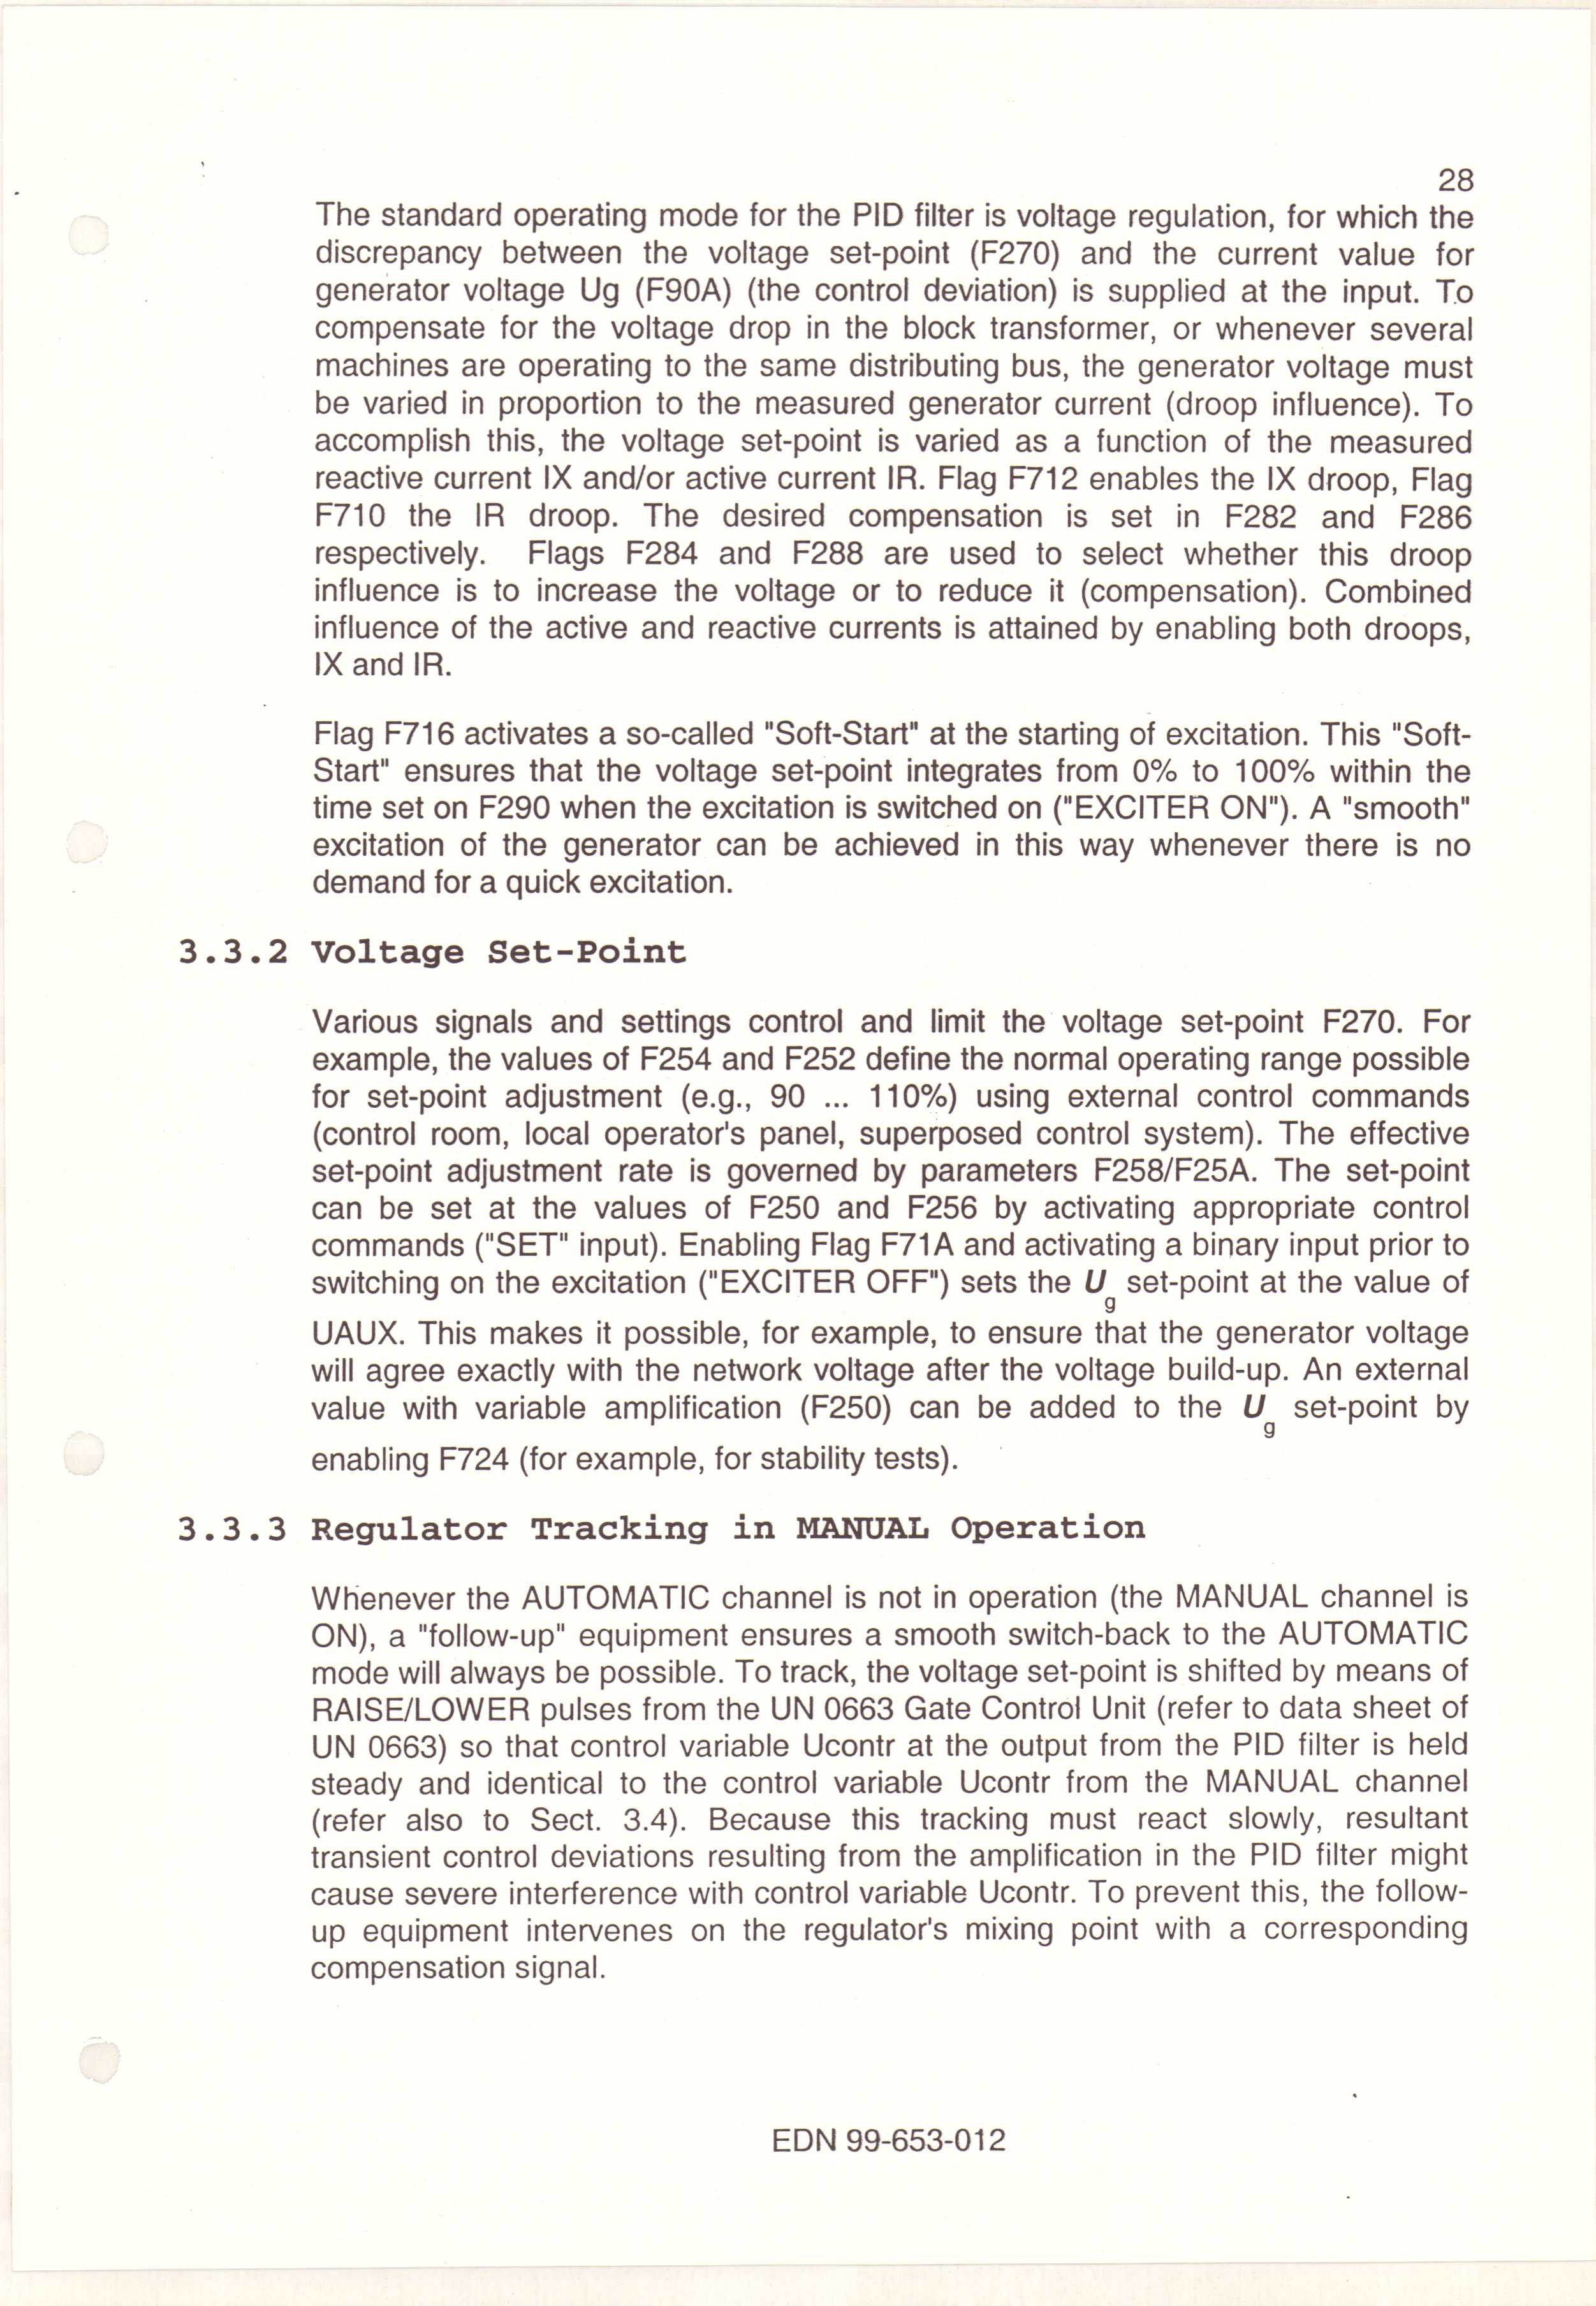 28
The standard operating mode for the PID filter is voltage regulation, for which the
discrepancy between the voltage set-point (F270) and the current value for
generator voltage Ug (F90A) (the control deviation) is supplied at the input. To
compensate for the voltage drop in the block transformer, or whenever several
machines are operating to the same distributing bus, the generator voltage must
be varied in proportion to the measured generator current (droop influence). To
accomplish this, the voltage set-point is varied as a function of the measured
reactive current IX and/or active current IR. Flag F712 enables the IX droop, Flag
F710 the IR droop. The desired compensation is set in F282 and F286
respectively. Flags F284 and F288 are used to select whether this droop
influence is to increase the voltage or to reduce it (compensation). Combined
influence of the active and reactive currents is attained by enabling both droops,
IX and IR.
Flag F716 activates a so-called "Soft-Start" at the starting of excitation. This "Soft-
Start" ensures that the voltage set-point integrates from 0% to 100% within the
time set on F290 when the excitation is switched on ("EXCITER ON"). A "smooth"
excitation of the generator can be achieved in this way whenever there is no
demand for a quick excitation.
3.3.2 Voltage Set-Point
Various signals and settings control and limit the voltage set-point F270. For
example, the values of F254 and F252 define the normal operating range possible
for set-point adjustment (e.g., 90 ... 110%) using external control commands
(control room, local operator's panel, superposed control system). The effective
set-point adjustment rate is governed by parameters F258/F25A. The set-point
can be set at the values of F250 and F256 by activating appropriate control
commands ("SET" input). Enabling Flag F71A and activating a binary input prior to
switching on the excitation ("EXCITER OFF") sets the Ug set-point at the value of
UAUX. This makes it possible, for example, to ensure that the generator voltage
will agree exactly with the network voltage after the voltage build-up. An external
value with variable amplification (F250) can be added to the Ug set-point by
enabling F724 (for example, for stability tests).
3.3.3 Regulator Tracking in MANUAL Operation
Whenever the AUTOMATIC channel is not in operation (the MANUAL channel is
ON), a "follow-up" equipment ensures a smooth switch-back to the AUTOMATIC
mode will always be possible. To track, the voltage set-point is shifted by means of
RAISE/LOWER pulses from the UN 0663 Gate Control Unit (refer to data sheet of
UN 0663) so that control variable Ucontr at the output from the PID filter is held
steady and identical to the control variable Ucontr from the MANUAL channel
(refer also to Sect. 3.4). Because this tracking must react slowly, resultant
transient control deviations resulting from the amplification in the PID filter might
cause severe interference with control variable Ucontr. To prevent this, the follow-
up equipment intervenes on the regulator's mixing point with a corresponding
compensation signal.
EDN 99-653-012